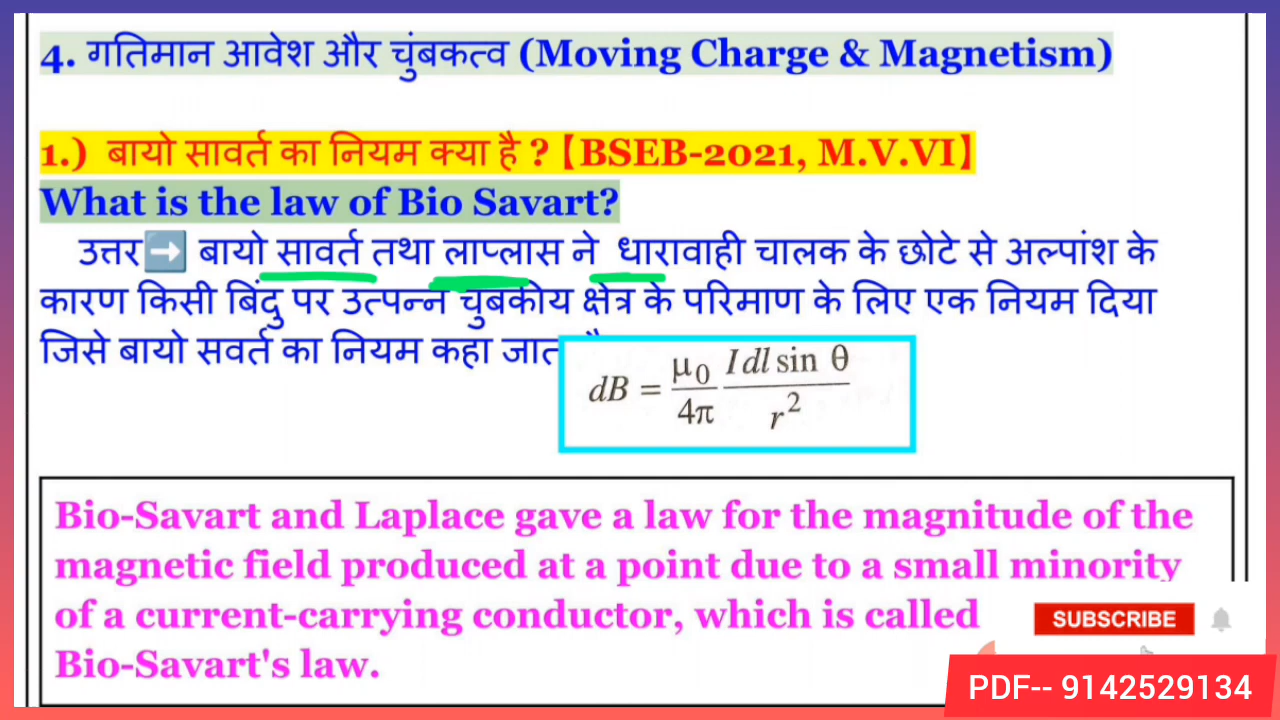 4. गतिमान आवेश और चुंबकत्व (Moving Charge & Magnetism)
1.) बायो सावर्त का नियम क्या है ? 【BSEB-2021, M.V.VI】
What is the law of Bio Savart?
उत्तर➡️ बायो सावर्त तथा लाप्लास ने धारावाही चालक के छोटे से अल्पांश के
कारण किसी बिंदु पर उत्पन्न चुंबकीय क्षेत्र के परिमाण के लिए एक नियम दिया
जिसे बायो सवर्त का नियम कहा
dB = μ0/4π I dl sin θ/r²
Bio-Savart and Laplace gave a law for the magnitude of the
magnetic field produced at a point due to a small minority
of a current-carrying conductor, which is called
Bio-Savart's law.
SUBSCRIBE
PDF-- 9142529134